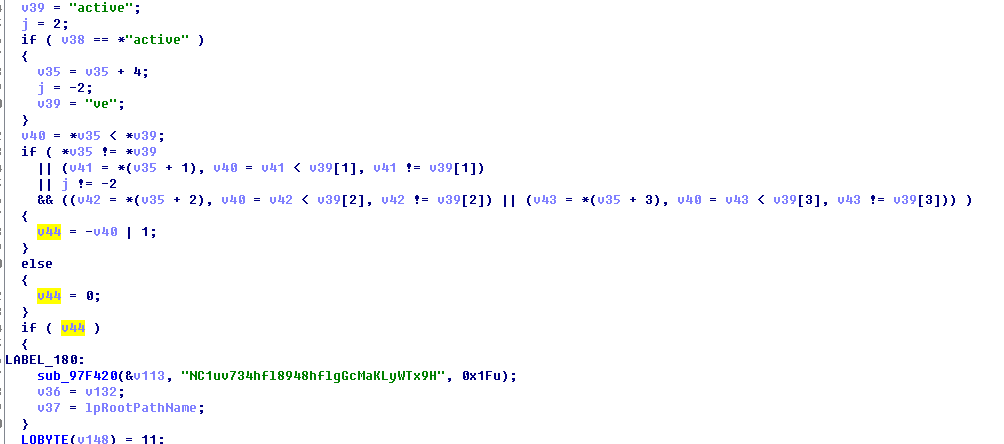 v39 = "active";
j = 2;
if ( v38 == *"active" )
{
v35 = v35 + 4;
j = -2;
v39 = "ve";
}
v40 = *v35 < *v39;
if ( *v35 != *v39
|| (v41 = *(v35 + 1), v40 = v41 < v39[1], v41 != v39[1])
|| j != -2
&& ((v42 = *(v35 + 2), v40 = v42 < v39[2], v42 != v39[2]) || (v43 = *(v35 + 3), v40 = v43 < v39[3], v43 != v39[3])) )
{
v44 = -v40 | 1;
}
else
{
v44 = 0;
}
if ( v44 )
{
LABEL_180:
sub_97F420(&v113, "NC1uv734hfl8948hflgGcMaKLyWTx9H", 0x1Fu);
v36 = v132;
v37 = lpRootPathName;
}
LOBYTE(v148) = 11: